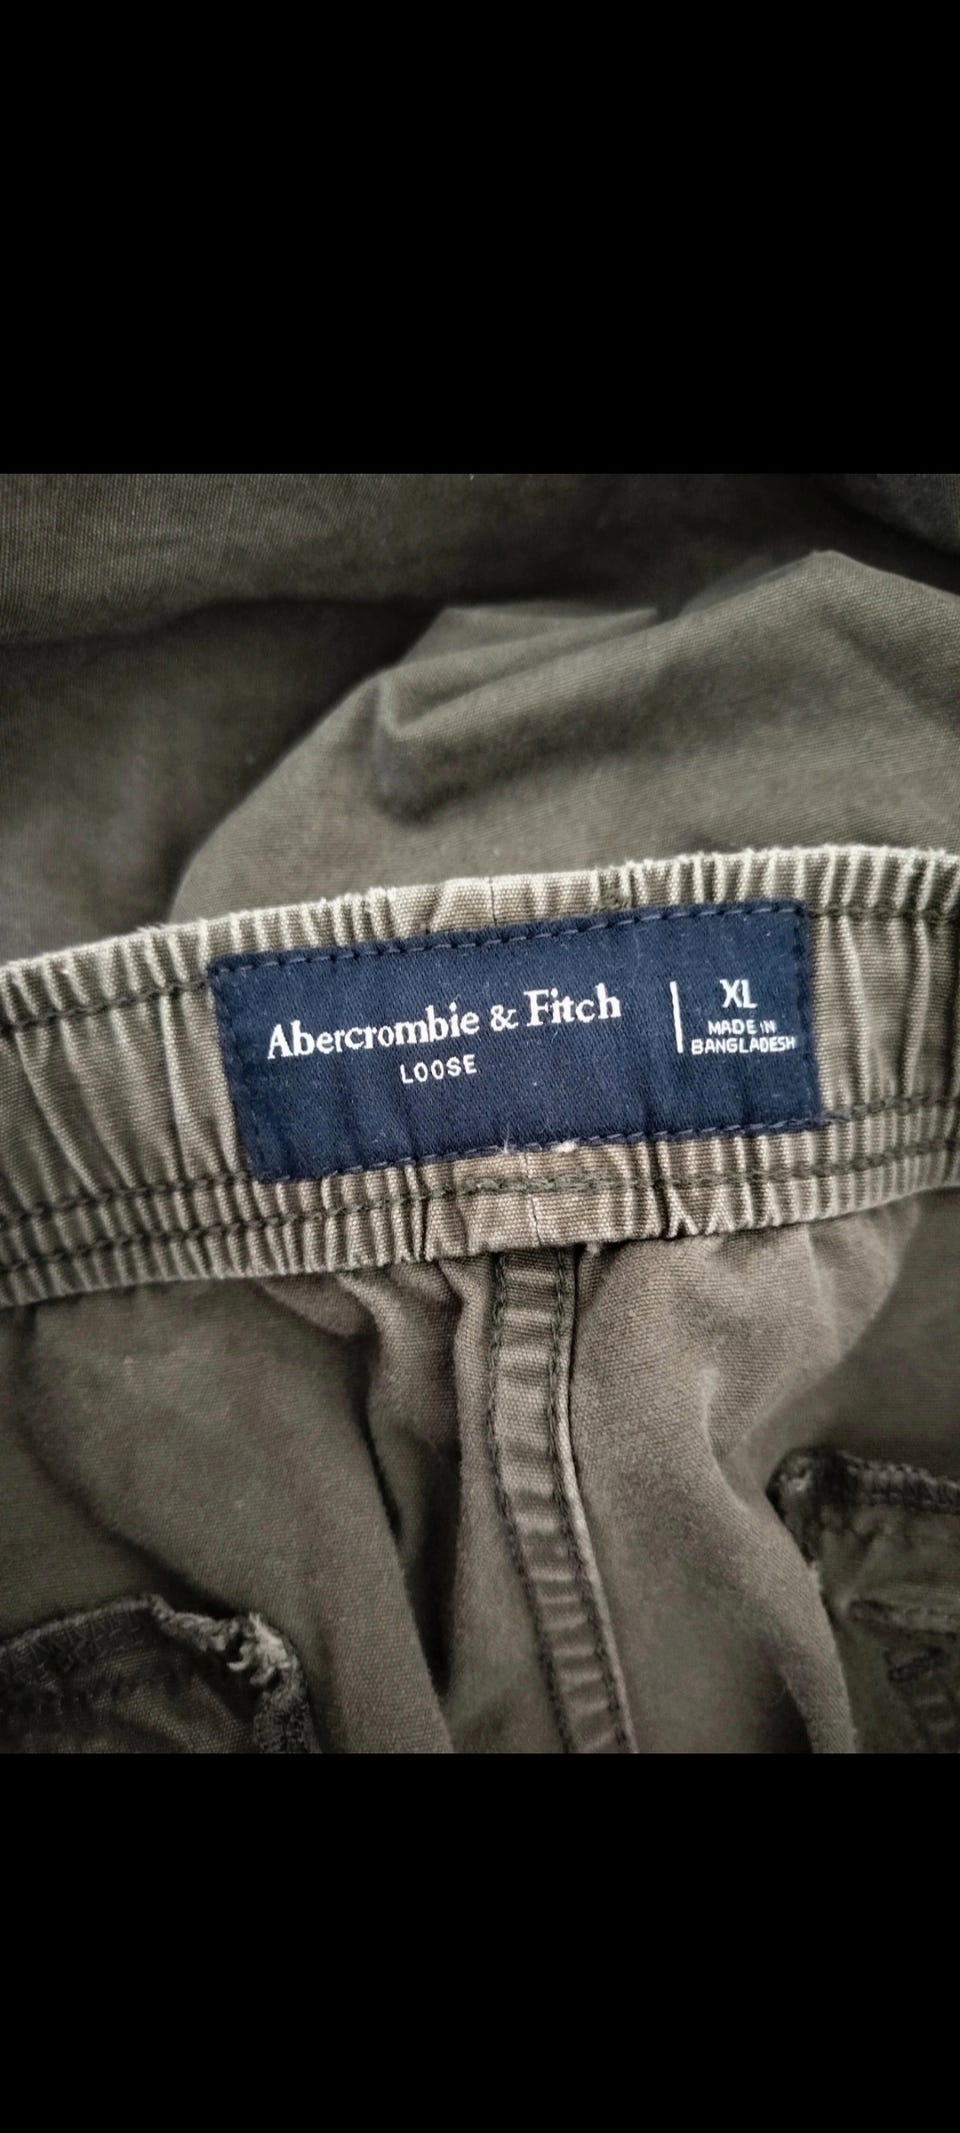 Abercrombie & Fitch
LOOSE
XL
MADE IN
BANGLADESH